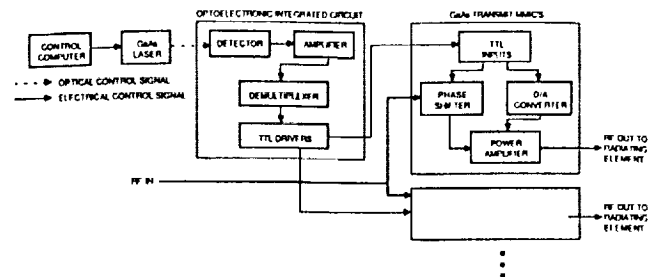 OPTOELECTRONIC INTEGRATED CIRCUIT
GaAs TRANSMIT MMIC'S
CONTROL
COMPUTER
GaAs
LASER
DETECTOR
AMPLIFIER
TTL
INPUTS
OPTICAL CONTROL SIGNAL
ELECTRICAL CONTROL SIGNAL
DEMULTIPLEXER
PHASE
SHIFTER
D/A
CONVERTER
TTL DRIVERS
POWER
AMPLIFIER
RF OUT TO
RADIATING
ELEMENT
RF IN
RF OUT TO
RADIATING
ELEMENT